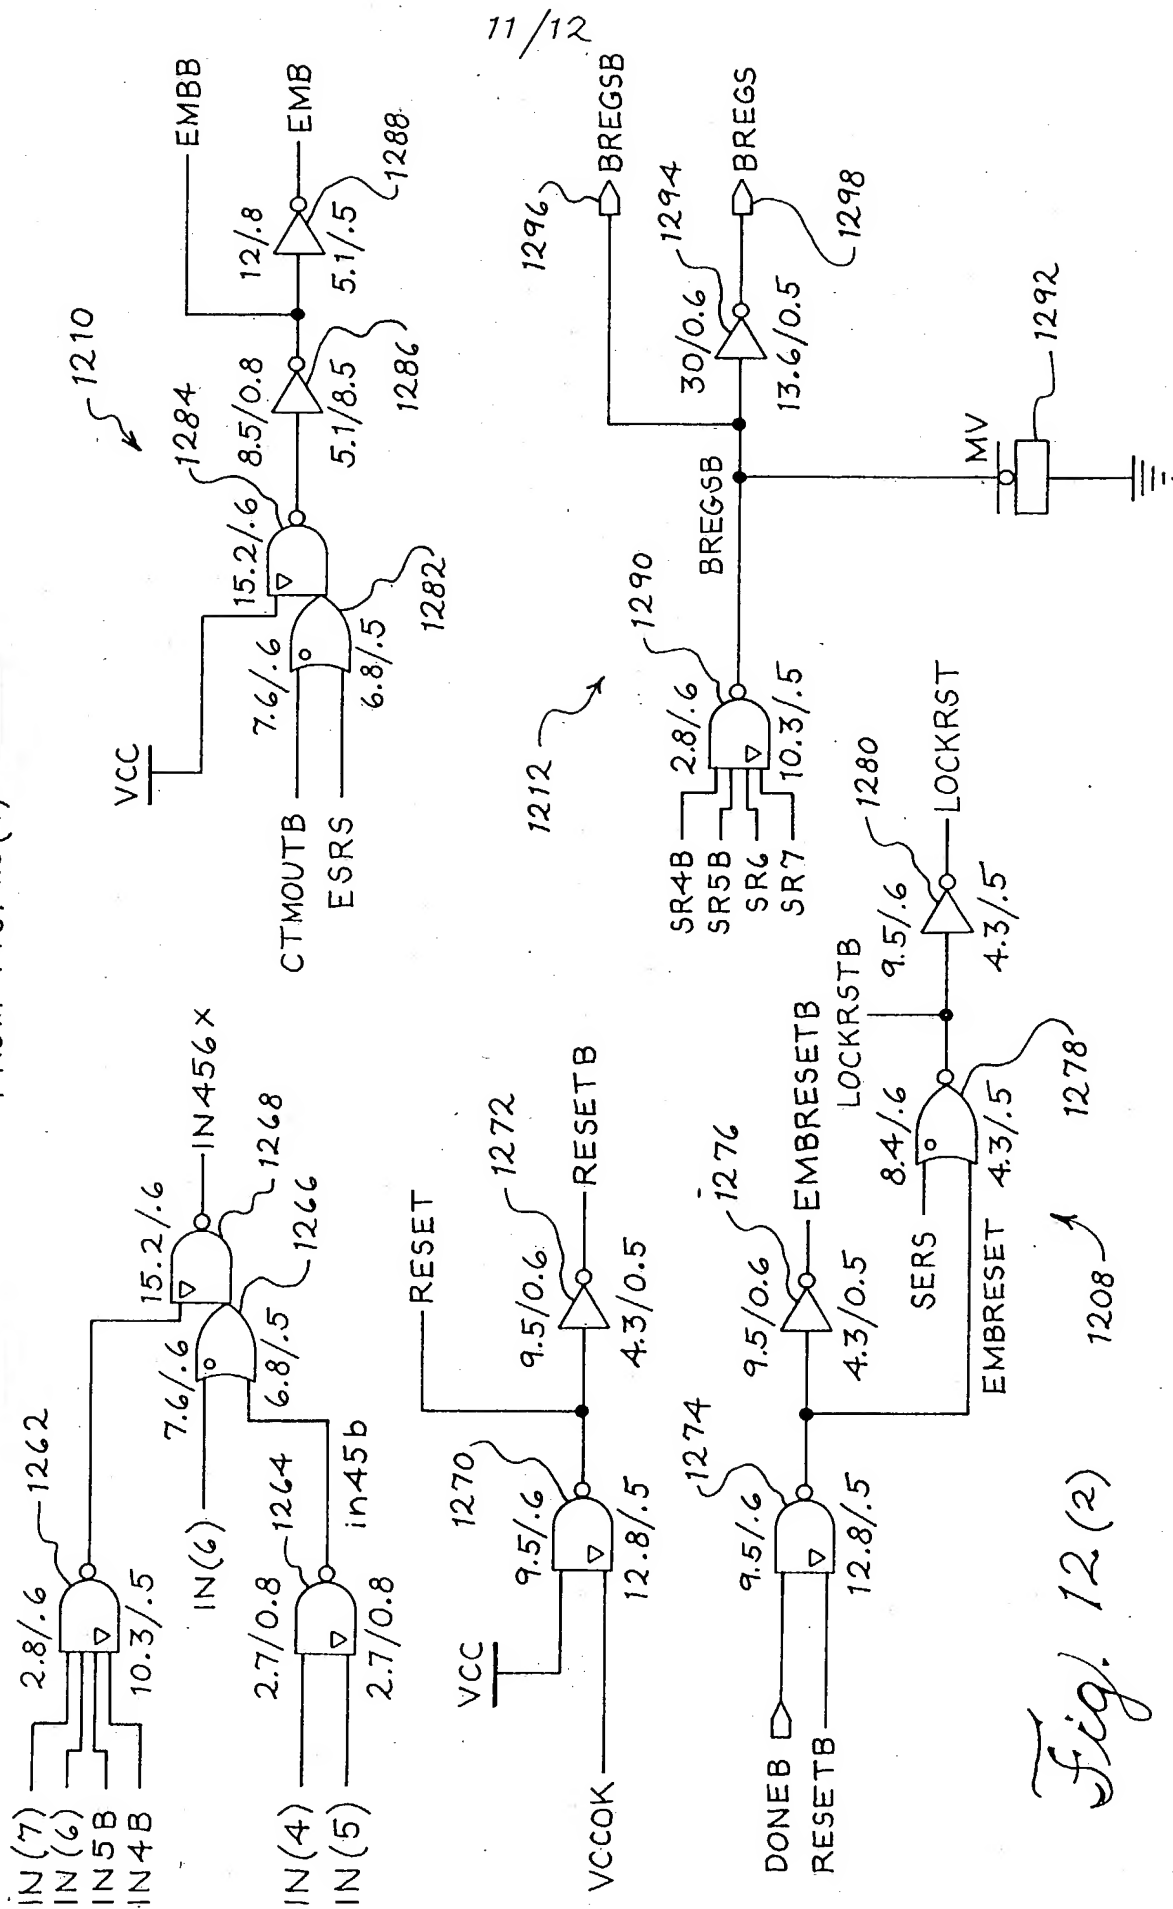 11/12
IN(7)
IN(6)
IN5B
IN4B
2.8/.6
10.3/.5
1262
IN(6)
7.6/.6
6.8/.5
15.2/.6
IN456x
1268
1266
IN(4)
IN(5)
2.7/0.8
2.7/0.8
1264
in45b
VCC
CTMOUTB
ESRS
7.6/.6
6.8/.5
1282
15.2/.6
1284
8.5/0.8
5.1/8.5
1286
12/.8
5.1/.5
1288
EMBB
EMB
1210
VCC
VCCOK
9.5/.6
12.8/.5
1270
RESET
9.5/0.6
4.3/0.5
1272
RESETB
1212
SR4B
SR5B
SR6
SR7
2.8/.6
10.3/.5
1290
BREGSB
30/0.6
13.6/0.5
1294
1296
BREGSB
BREGS
1298
MV
1292
DONEB
RESETB
9.5/.6
12.8/.5
1274
9.5/0.6
4.3/0.5
1276
EMBRESETB
EMBRESET
SERS
8.4/.6
4.3/.5
1278
LOCKRSTB
9.5/.6
4.3/.5
1280
LOCKRST
1208
Fig. 12(2)